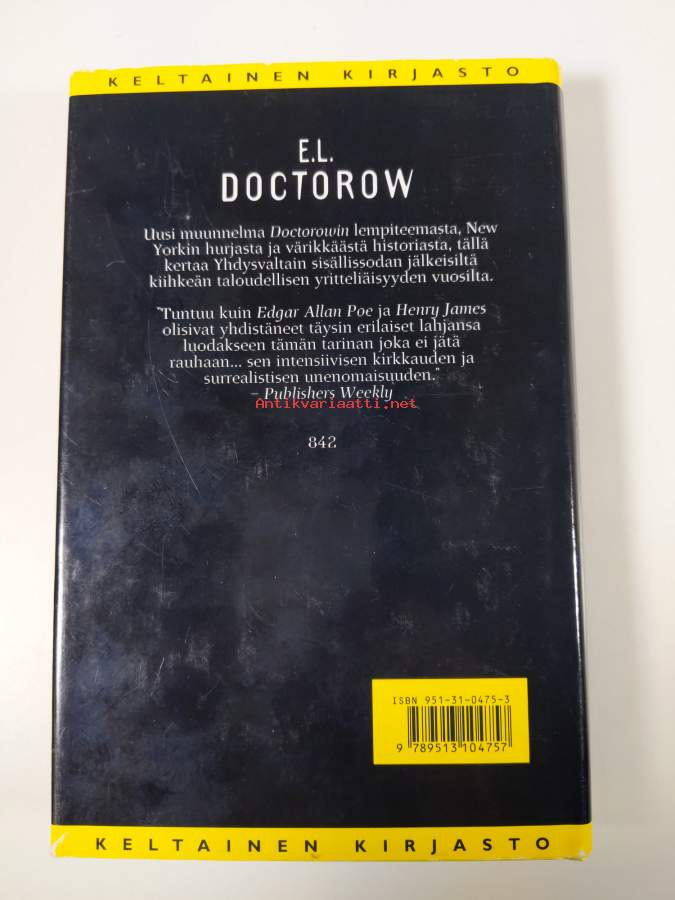 KELTAINEN KIRJASTO
E.L.
DOCTOROW
Uusi muunnelma Doctorowin lempiteemasta, New
Yorkin hurjasta ja värikkäästä historiasta, tällä
kertaa Yhdysvaltain sisällissodan jälkeisiltä
kiihkeän taloudellisen yritteliäisyyden vuosilta.
"Tuntuu kuin Edgar Allan Poe ja Henry James
olisivat yhdistäneet täysin erilaiset lahjansa
luodakseen tämän tarinan joka ei jätä
rauhaan... sen intensiivisen kirkkauden ja
surrealistisen unenomaisuuden."
– Publishers Weekly
Antikvariaatti.net
842
ISBN 951-31-0475-3
9 789513 104757
KELTAINEN KIRJASTO